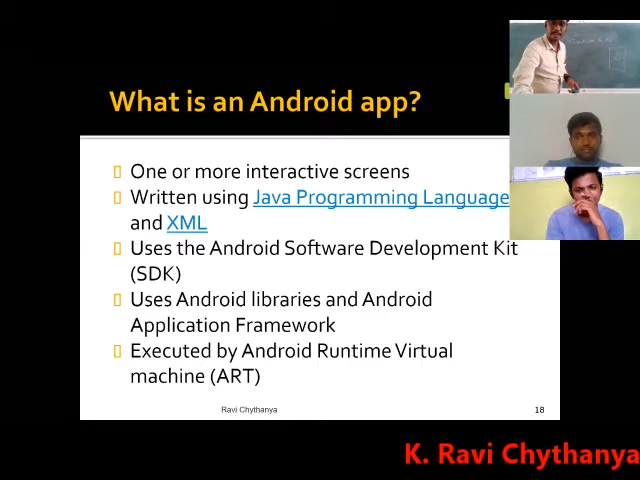 What is an Android app?
One or more interactive screens
Written using Java Programming Language
and XML
Uses the Android Software Development Kit
(SDK)
Uses Android libraries and Android
Application Framework
Executed by Android Runtime Virtual
machine (ART)
Ravi Chythanya
18
K. Ravi Chythanya